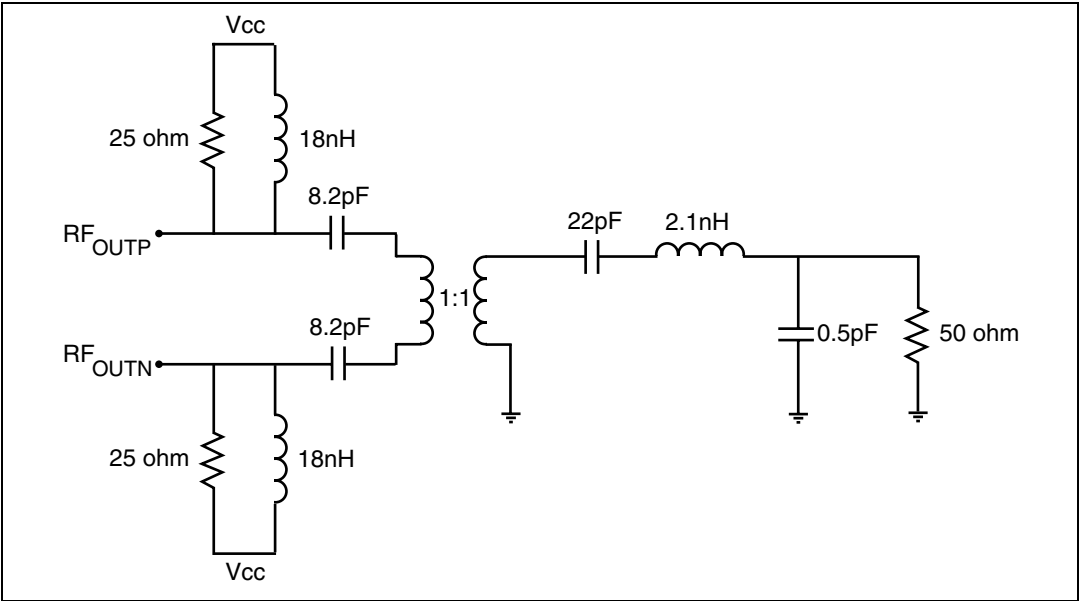 Vcc
25 ohm
18nH
8.2pF
RFOUTP
22pF
2.1nH
1:1
8.2pF
0.5pF
50 ohm
RFOUTN
25 ohm
18nH
Vcc